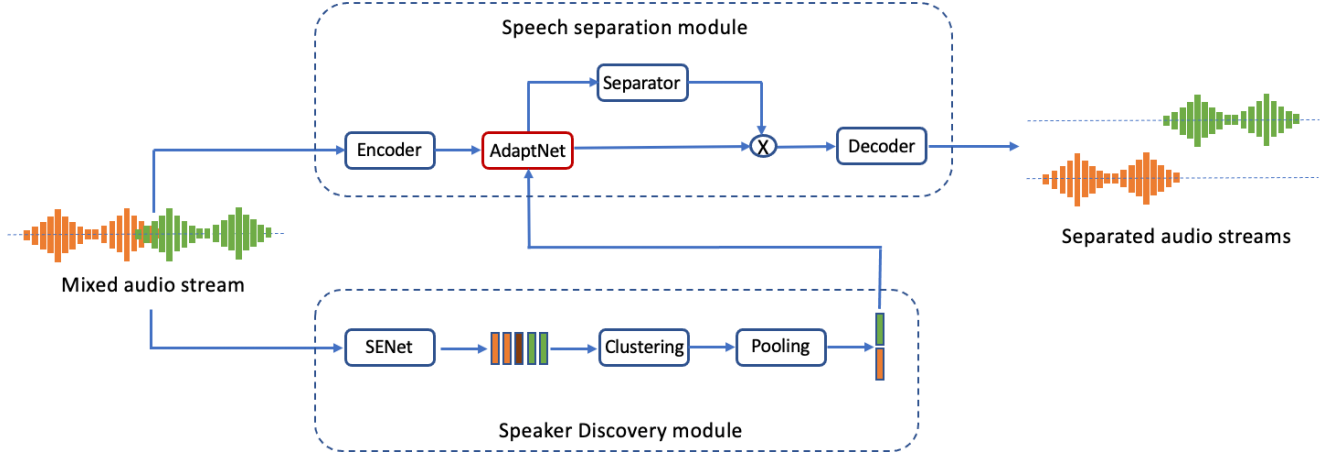 Speech separation module
Separator
Encoder
AdaptNet
X
Decoder
Mixed audio stream
Separated audio streams
SENet
Clustering
Pooling
Speaker Discovery module